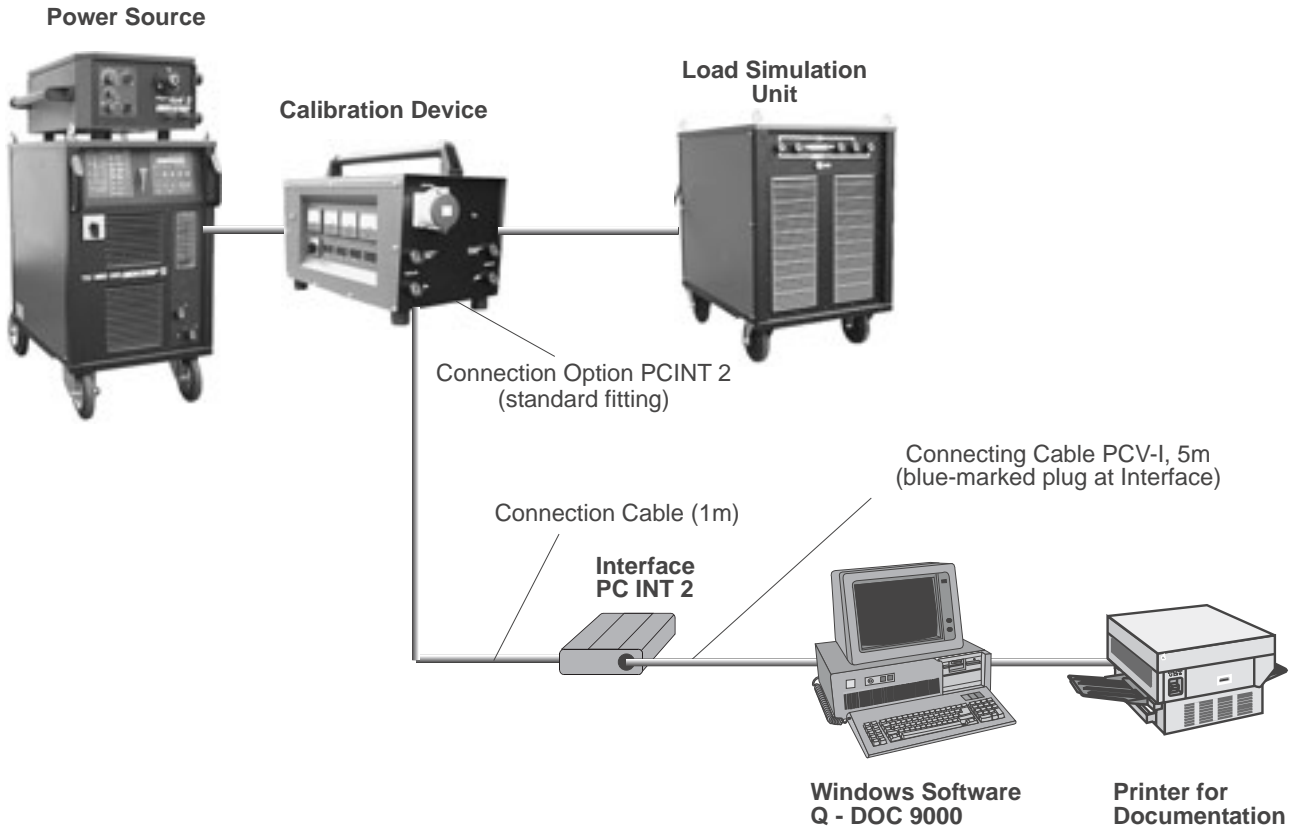 Power Source
Calibration Device
Load Simulation
Unit
Connection Option PCINT 2
(standard fitting)
Connecting Cable PCV-I, 5m
(blue-marked plug at Interface)
Connection Cable (1m)
Interface
PC INT 2
Windows Software
Q - DOC 9000
Printer for
Documentation